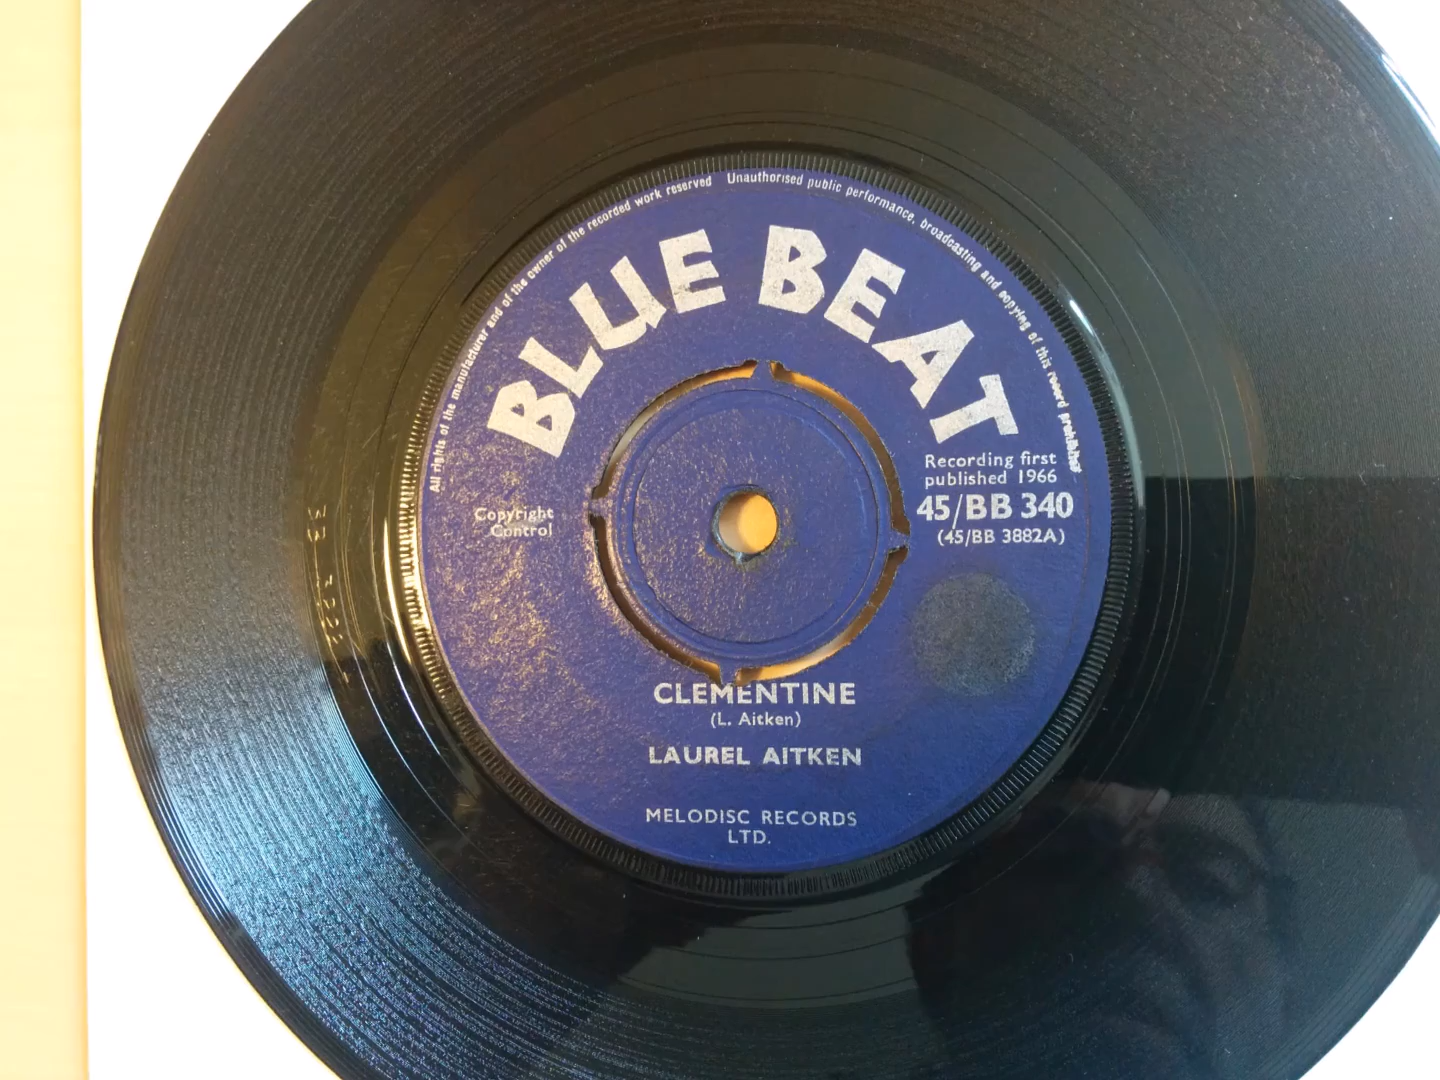 All rights of the manufacturer and of the owner of the recorded work reserved Unauthorised public performance, broadcasting and copying of this record prohibited
BLUE BEAT
Recording first
published 1966
45/BB 340
(45/BB 3882A)
Copyright
Control
CLEMENTINE
(L. Aitken)
LAUREL AITKEN
MELODISC RECORDS
LTD.